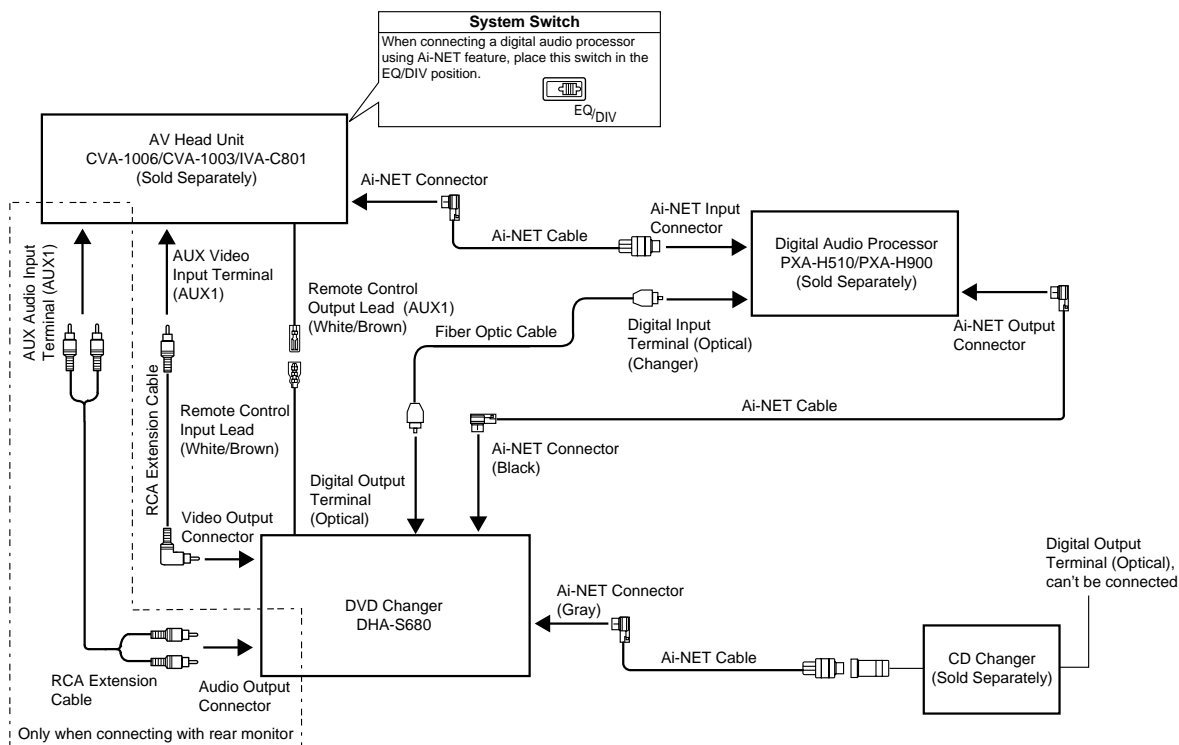 System Switch
When connecting a digital audio processor
using Ai-NET feature, place this switch in the
EQ/DIV position.
EQ/DIV
AV Head Unit
CVA-1006/CVA-1003/IVA-C801
(Sold Separately)
Ai-NET Connector
Ai-NET Cable
Ai-NET Input
Connector
Digital Audio Processor
PXA-H510/PXA-H900
(Sold Separately)
AUX Audio Input
Terminal (AUX1)
AUX Video
Input Terminal
(AUX1)
Remote Control
Output Lead (AUX1)
(White/Brown)
Fiber Optic Cable
Digital Input
Terminal (Optical)
(Changer)
Ai-NET Output
Connector
RCA Extension Cable
Remote Control
Input Lead
(White/Brown)
Ai-NET Cable
Ai-NET Connector
(Black)
Digital Output
Terminal
(Optical)
Video Output
Connector
DVD Changer
DHA-S680
Ai-NET Connector
(Gray)
Ai-NET Cable
Digital Output
Terminal (Optical),
can't be connected
CD Changer
(Sold Separately)
RCA Extension
Cable
Audio Output
Connector
Only when connecting with rear monitor